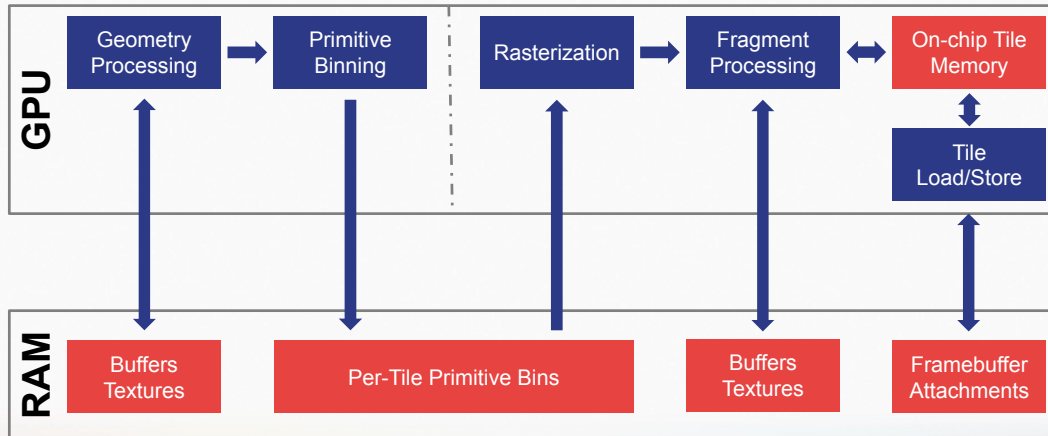 GPU
Geometry
Processing
Primitive
Binning
Rasterization
Fragment
Processing
On-chip Tile
Memory
Tile
Load/Store
RAM
Buffers
Textures
Per-Tile Primitive Bins
Buffers
Textures
Framebuffer
Attachments